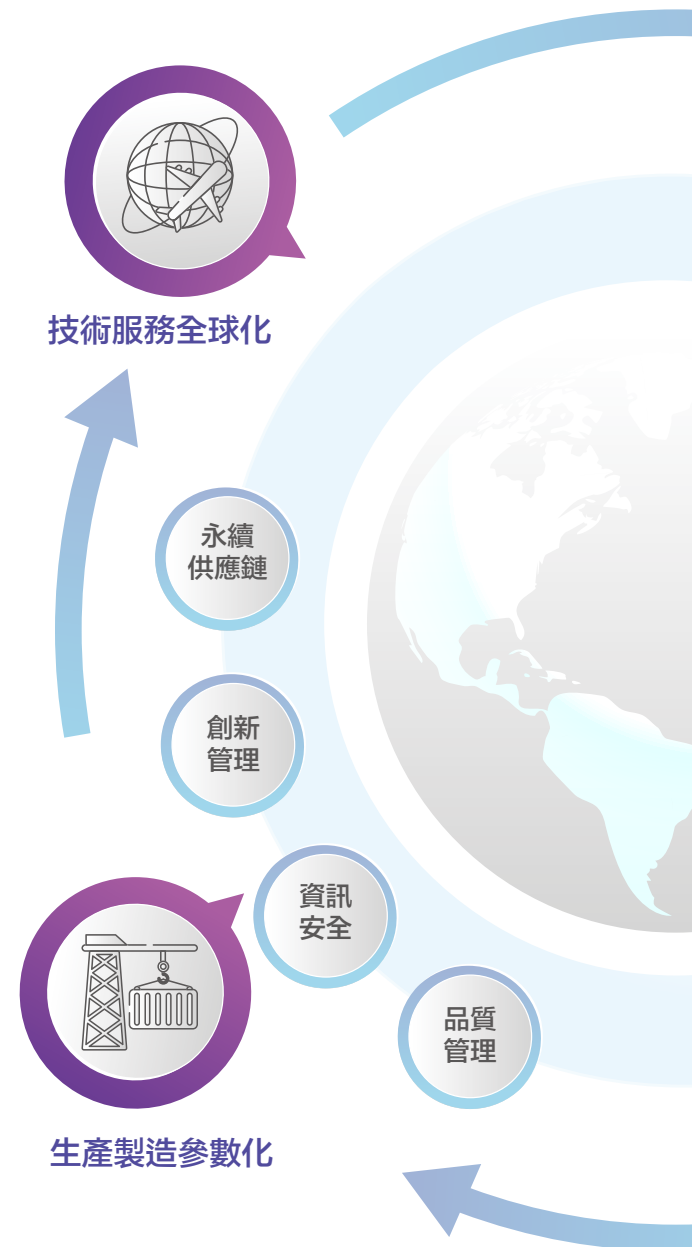 技術服務全球化
永續
供應鏈
創新
管理
資訊
安全
品質
管理
生產製造參數化